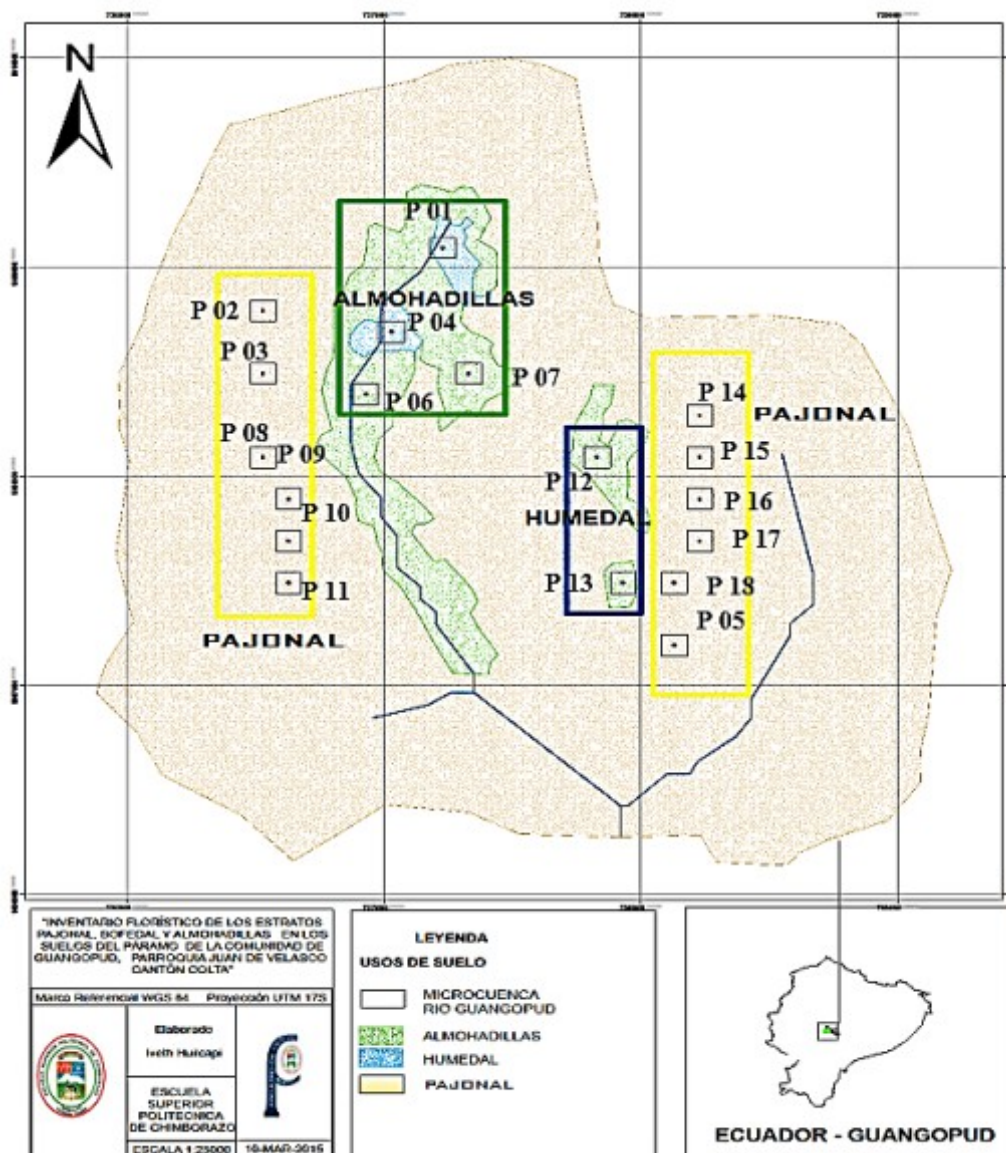 N
P 01
ALMOHADILLAS
P 02
P 04
P 03
P 07
P 06
P 14
PAJONAL
P 08
P 09
P 15
P 12
P 10
P 16
HUMEDAL
P 17
P 11
P 13
P 18
P 05
PAJONAL
"INVENTARIO FLORÍSTICO DE LOS ESTRATOS
PAJONAL, BOFEDAL Y ALMOHADILLAS EN LOS
SUELOS DEL PÁRAMO DE LA COMUNIDAD DE
GUANGOPUD, PARROQUIA JUAN DE VELASCO
CANTÓN COLTA"
Marco Referencial WGS 84 Proyección UTM 17S
Elaborado
Iveth Huilcapi
ESCUELA
SUPERIOR
POLITECNICA
DE CHIMBORAZO
ESCALA 1:25000
19-MAR-2015
LEYENDA
USOS DE SUELO
MICROCUENCA
RIO GUANGOPUD
ALMOHADILLAS
HUMEDAL
PAJONAL
ECUADOR - GUANGOPUD